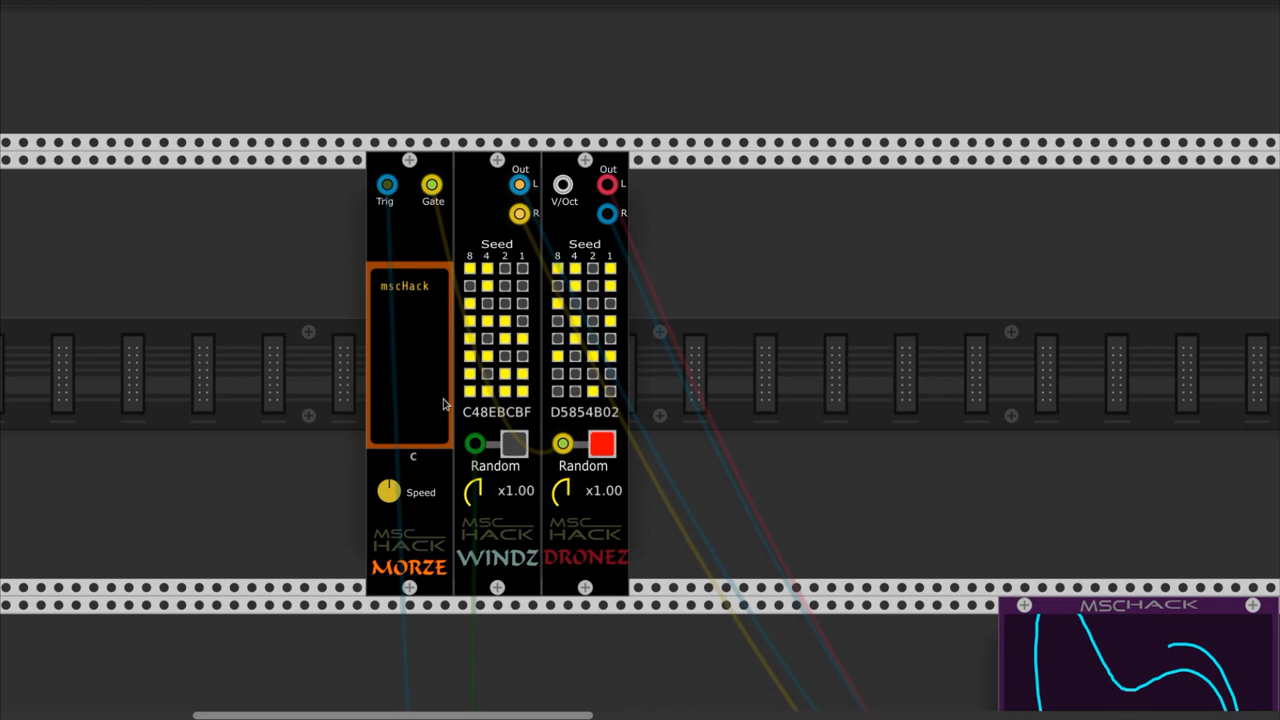 Trig
Gate
mscHack
C
Speed
MSC
HACK
MORZE
Out
L
R
Seed
8 4 2 1
C48EBCBF
Random
x1.00
MSC
HACK
WINDZ
Out
V/Oct
L
R
Seed
8 4 2 1
D5854B02
Random
x1.00
MSC
HACK
DRONEZ
MSCHACK